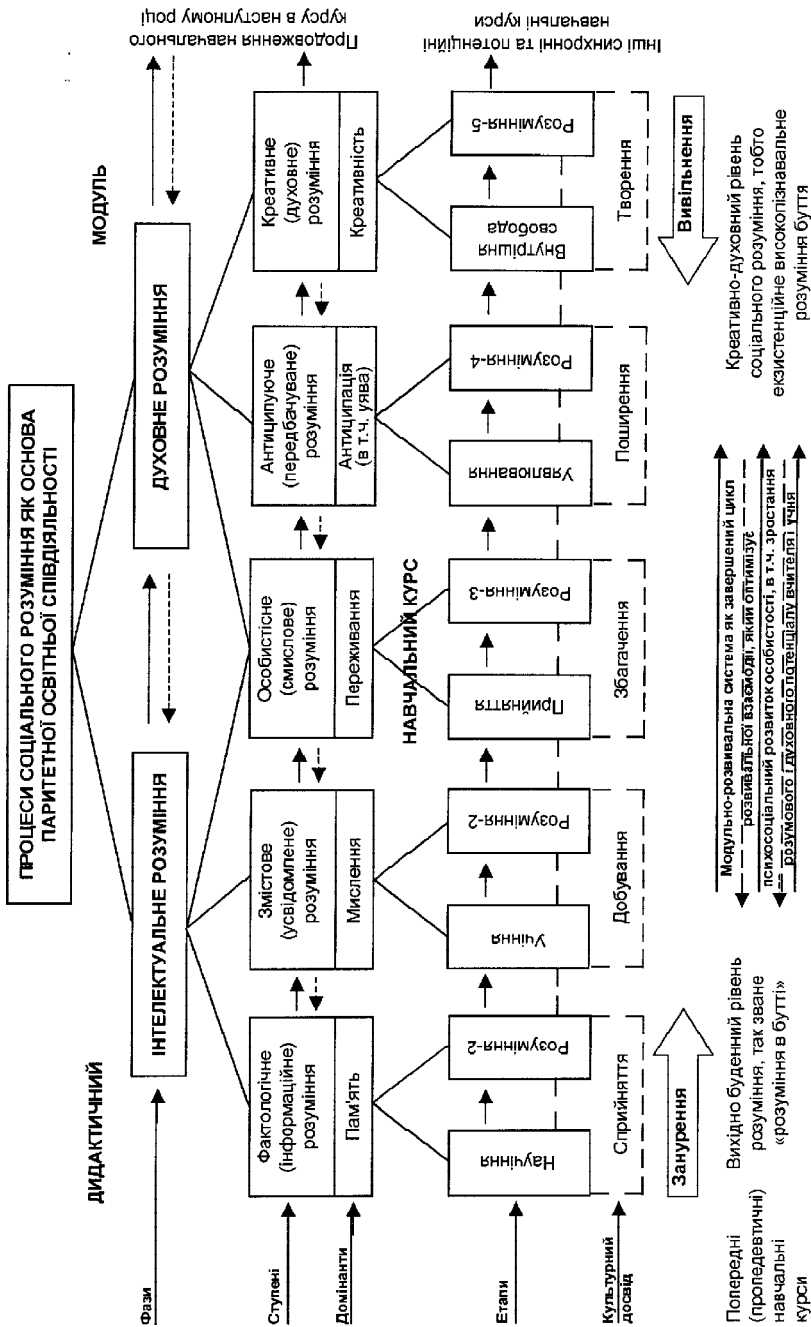 ПРОЦЕСИ СОЦІАЛЬНОГО РОЗУМІННЯ ЯК ОСНОВА
ПАРИТЕТНОЇ ОСВІТНЬОЇ СПІВДІЯЛЬНОСТІ
ДИДАКТИЧНИЙ
МОДУЛЬ
Фази
ІНТЕЛЕКТУАЛЬНЕ РОЗУМІННЯ
ДУХОВНЕ РОЗУМІННЯ
Продовження навчального
курсу в наступному році
Ступені
Фактологічне
(інформаційне)
розуміння
Змістове
(усвідомлене)
розуміння
Особистісне
(смислове)
розуміння
Антиципуюче
(передбачуване)
розуміння
Креативне
(духовне)
розуміння
Домінанти
Пам'ять
Мислення
Переживання
Антиципація
(в т.ч. уява)
Креативність
НАВЧАЛЬНИЙ КУРС
Етапи
Научіння
Розуміння-2
Учіння
Розуміння-2
Прийняття
Розуміння-3
Уявлювання
Розуміння-4
Внутрішня
свобода
Розуміння-5
Інші синхронні та потенційні
навчальні курси
Культурний
досвід
Сприйняття
Добування
Збагачення
Поширення
Творення
Занурення
Вивільнення
Попередні
(пропедевтичні)
навчальні
курси
Вихідно буденний рівень
розуміння, так зване
«розуміння в бутті»
Модульно-розвивальна система як завершений цикл
розвивальної взаємодії, який оптимізує
психосоціальний розвиток особистості, в т.ч. зростання
розумового і духовного потенціалу вчителя і учня
Креативно-духовний рівень
соціального розуміння, тобто
екзистенційне високопізнавальне
розуміння буття